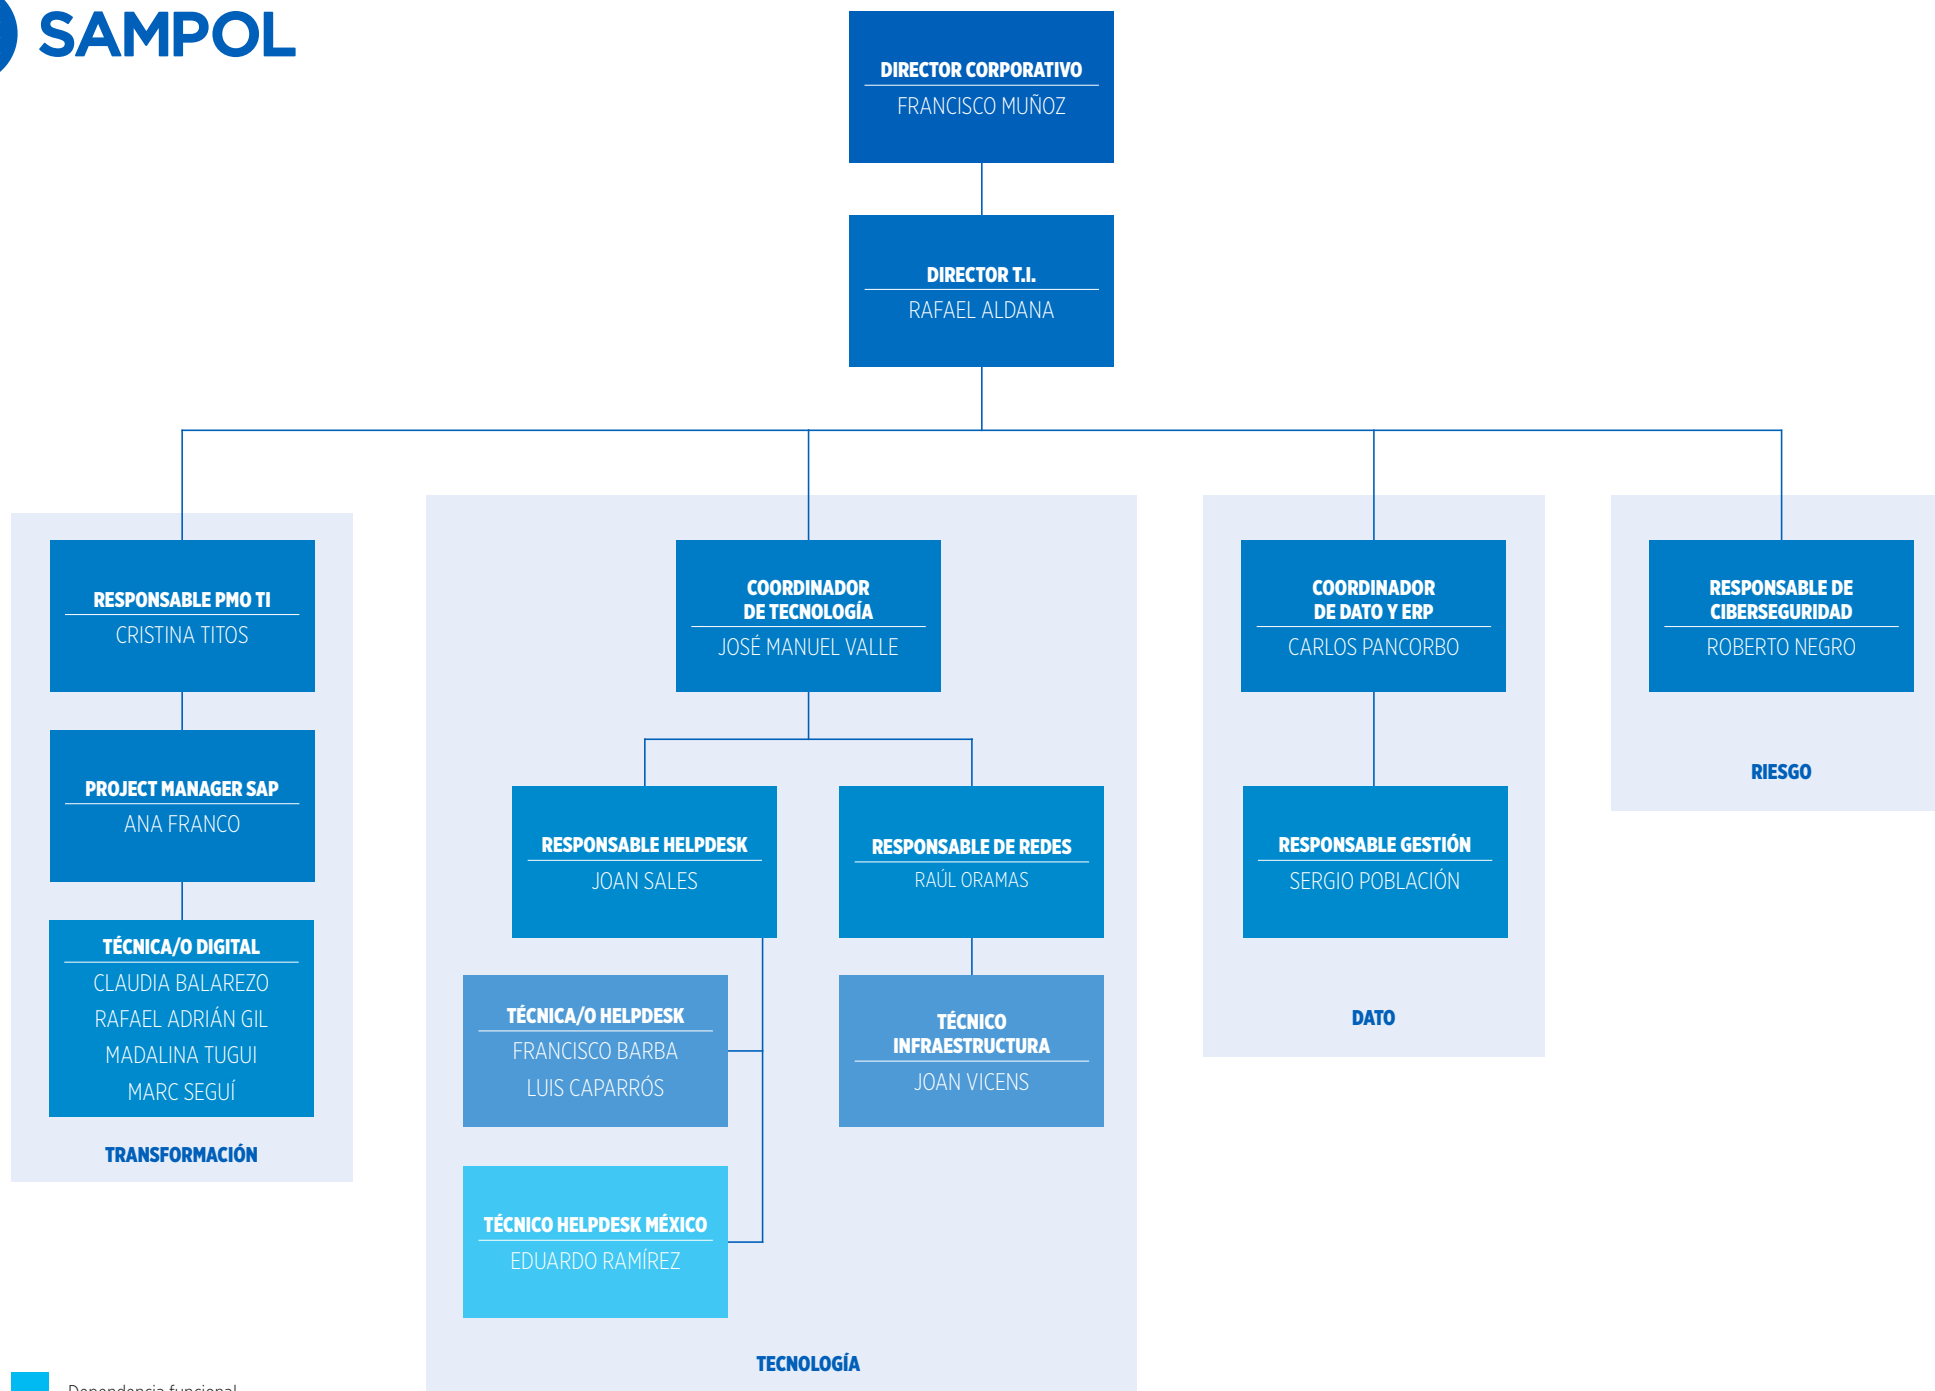 SAMPOL
DIRECTOR CORPORATIVO
FRANCISCO MUÑOZ
DIRECTOR T.I.
RAFAEL ALDANA
RESPONSABLE PMO TI
CRISTINA TITOS
PROJECT MANAGER SAP
ANA FRANCO
TÉCNICA/O DIGITAL
CLAUDIA BALAREZO
RAFAEL ADRIÁN GIL
MADALINA TUGUI
MARC SEGUÍ
TRANSFORMACIÓN
COORDINADOR
DE TECNOLOGÍA
JOSÉ MANUEL VALLE
RESPONSABLE HELPDESK
JOAN SALES
TÉCNICA/O HELPDESK
FRANCISCO BARBA
LUIS CAPARRÓS
TÉCNICO HELPDESK MÉXICO
EDUARDO RAMÍREZ
RESPONSABLE DE REDES
RAÚL ORAMAS
TÉCNICO
INFRAESTRUCTURA
JOAN VICENS
TECNOLOGÍA
COORDINADOR
DE DATO Y ERP
CARLOS PANCORBO
RESPONSABLE GESTIÓN
SERGIO POBLACIÓN
DATO
RESPONSABLE DE
CIBERSEGURIDAD
ROBERTO NEGRO
RIESGO
Dependencia funcional